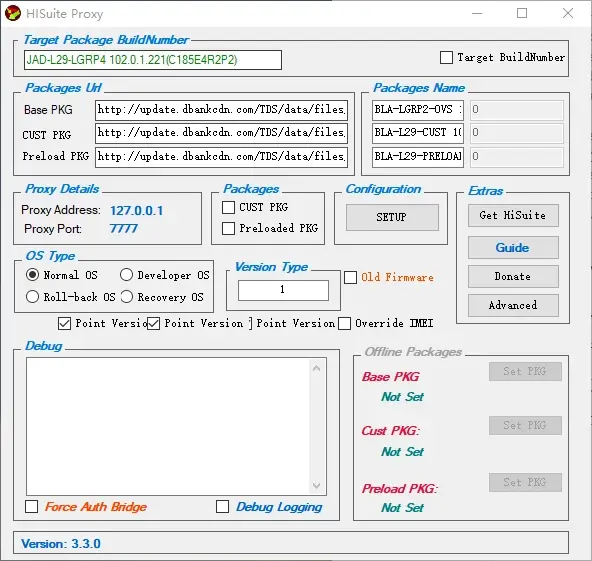 HISuite Proxy
Target Package BuildNumber
JAD-L29-LGRP4 102.0.1.221(C185E4R2P2)
Target BuildNumber
Packages Url
Packages Name
Base PKG
http://update.dbankcdn.com/TDS/data/files,
BLA-LGRP2-OVS
0
CUST PKG
http://update.dbankcdn.com/TDS/data/files,
BLA-L29-CUST 1
0
Preload PKG
http://update.dbankcdn.com/TDS/data/files,
BLA-L29-PRELOA
0
Proxy Details
Packages
Configuration
Extras
Proxy Address: 127.0.0.1
CUST PKG
SETUP
Get HiSuite
Proxy Port: 7777
Preloaded PKG
Guide
OS Type
Version Type
Normal OS
Developer OS
Old Firmware
Donate
1
Roll-back OS
Recovery OS
Advanced
Point Versio
Point Version
Point Version
Override IMEI
Debug
Offline Packages
Base PKG
Set PKG
Not Set
Cust PKG:
Set PKG
Not Set
Preload PKG:
Set PKG
Not Set
Force Auth Bridge
Debug Logging
Version: 3.3.0